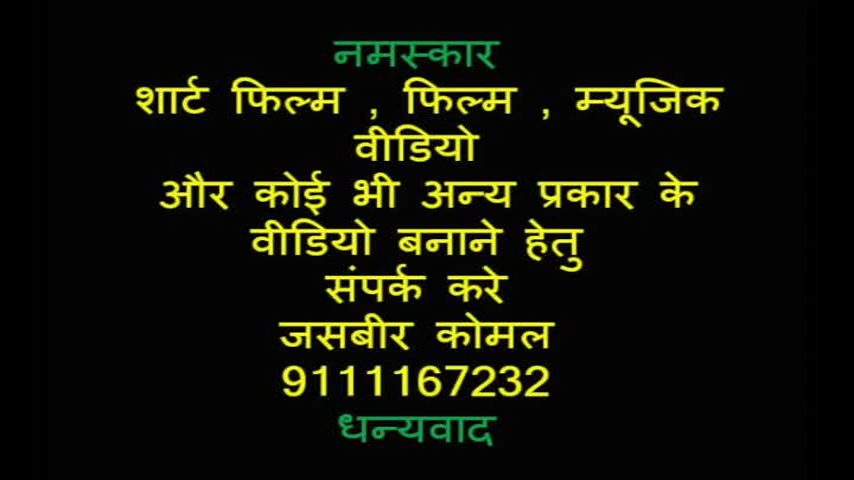 नमस्कार
शार्ट फिल्म , फिल्म , म्यूजिक
वीडियो
और कोई भी अन्य प्रकार के
वीडियो बनाने हेतु
संपर्क करे
जसबीर कोमल
9111167232
धन्यवाद